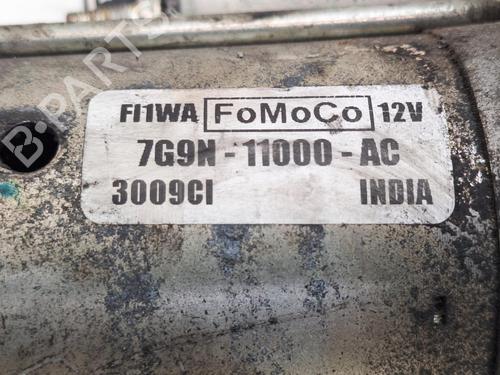 FI1WA FoMoCo 12V
7G9N - 11000 - AC
3009CI INDIA